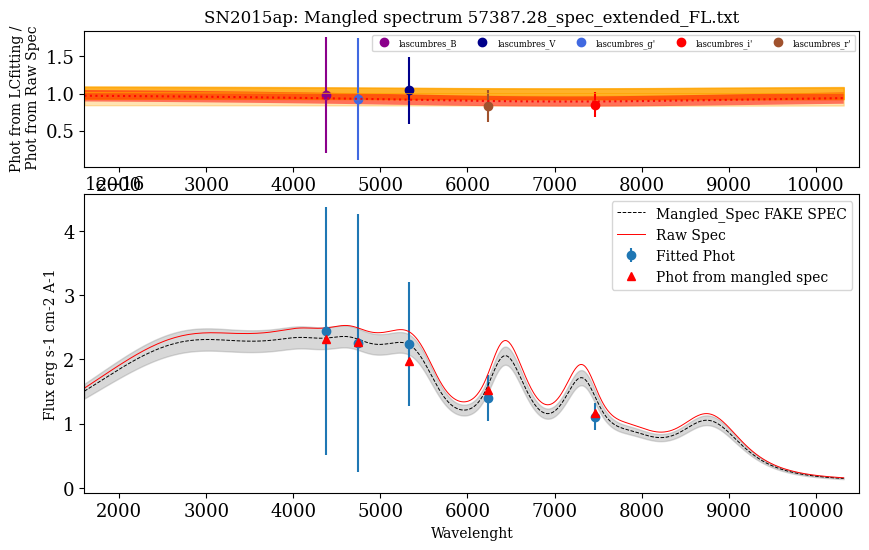 SN2015ap: Mangled spectrum 57387.28_spec_extended_FL.txt
Phot from LCfitting /
Phot from Raw Spec
1.5
1.0
0.5
lascumbres_B
lascumbres_V
lascumbres_g'
lascumbres_i'
lascumbres_r'
2000 3000 4000 5000 6000 7000 8000 9000 10000
1e−16
Flux erg s-1 cm-2 A-1
4
3
2
1
0
Mangled_Spec FAKE SPEC
Raw Spec
Fitted Phot
Phot from mangled spec
2000 3000 4000 5000 6000 7000 8000 9000 10000
Wavelenght